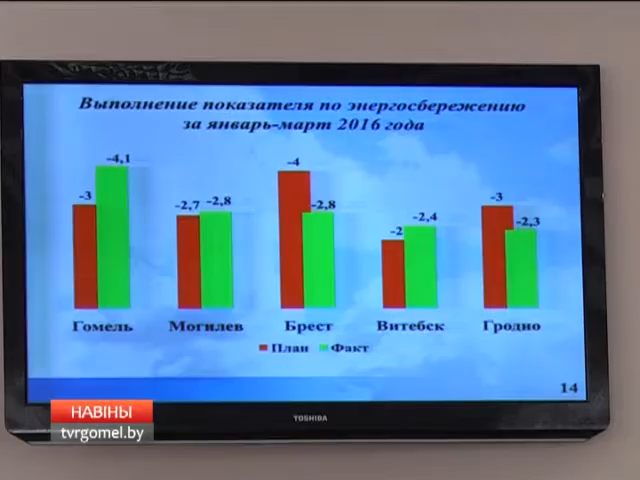 Выполнение показателя по энергосбережению
за январь-март 2016 года
-3
-4,1
-2,7
-2,8
-4
-2,8
-2
-2,4
-3
-2,3
Гомель Могилев Брест Витебск Гродно
План Факт
14
TOSHIBA
НАВІНЫ
tvrgomel.by